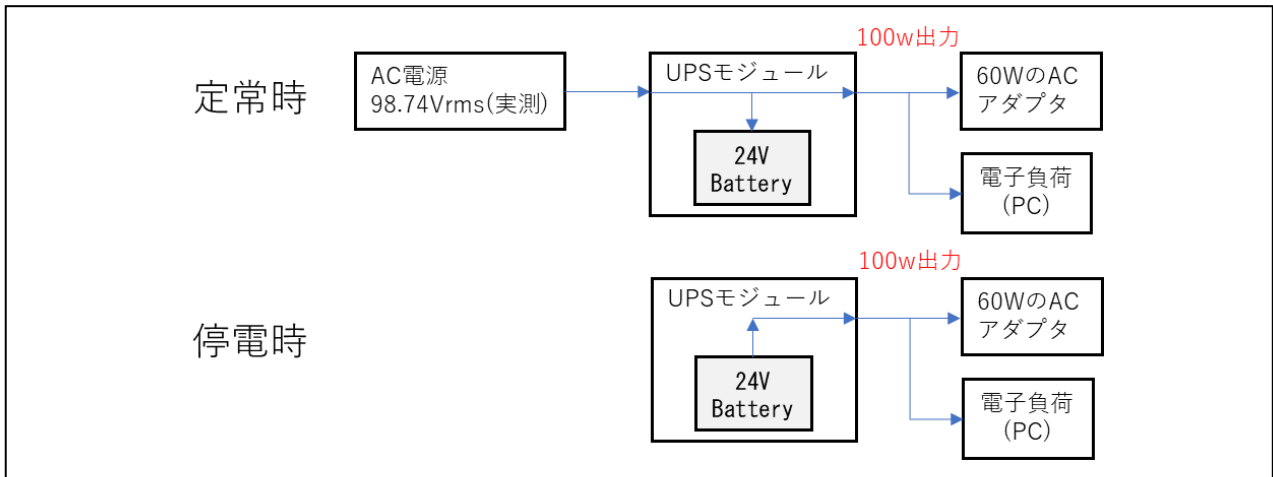 100w出力
定常時
AC電源
98.74Vrms(実測)
UPSモジュール
24V
Battery
60WのAC
アダプタ
電子負荷
(PC)
100w出力
停電時
UPSモジュール
24V
Battery
60WのAC
アダプタ
電子負荷
(PC)